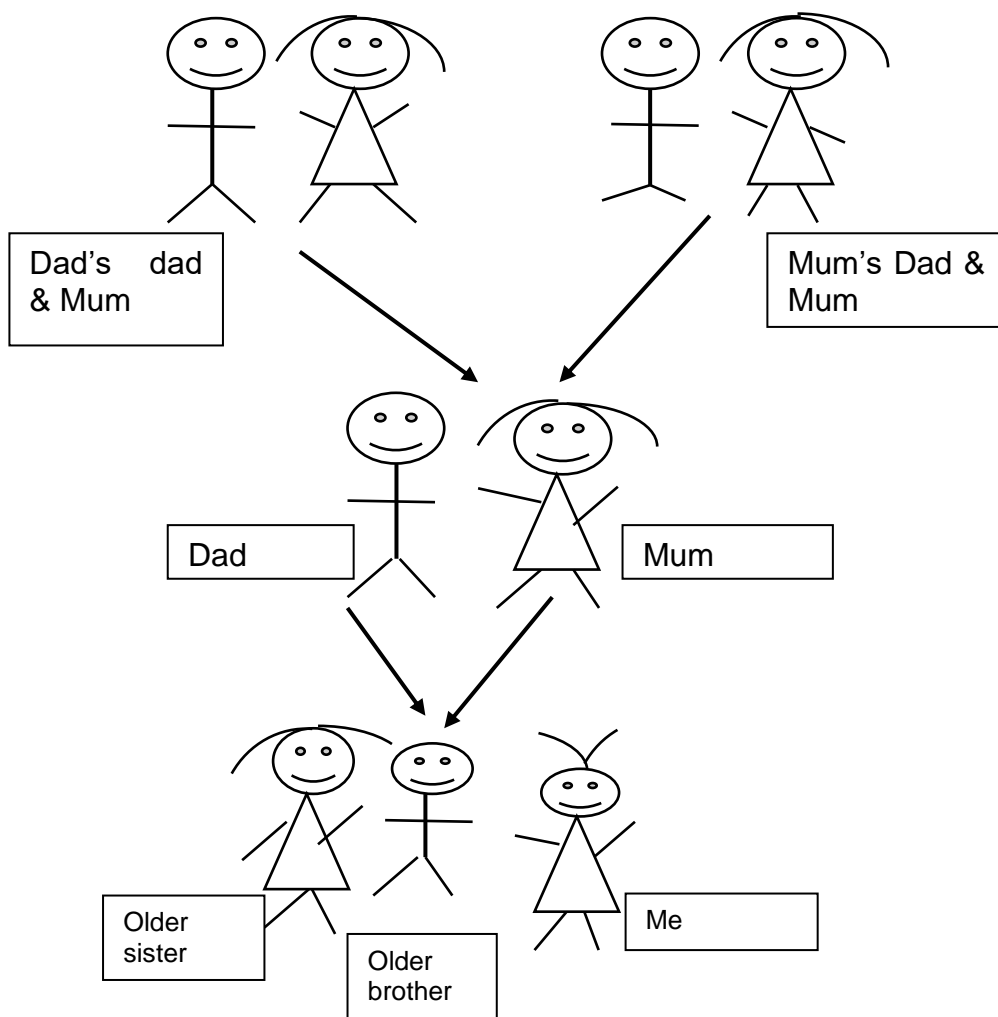 Dad's dad
& Mum
Mum's Dad &
Mum
Dad
Mum
Older
sister
Older
brother
Me